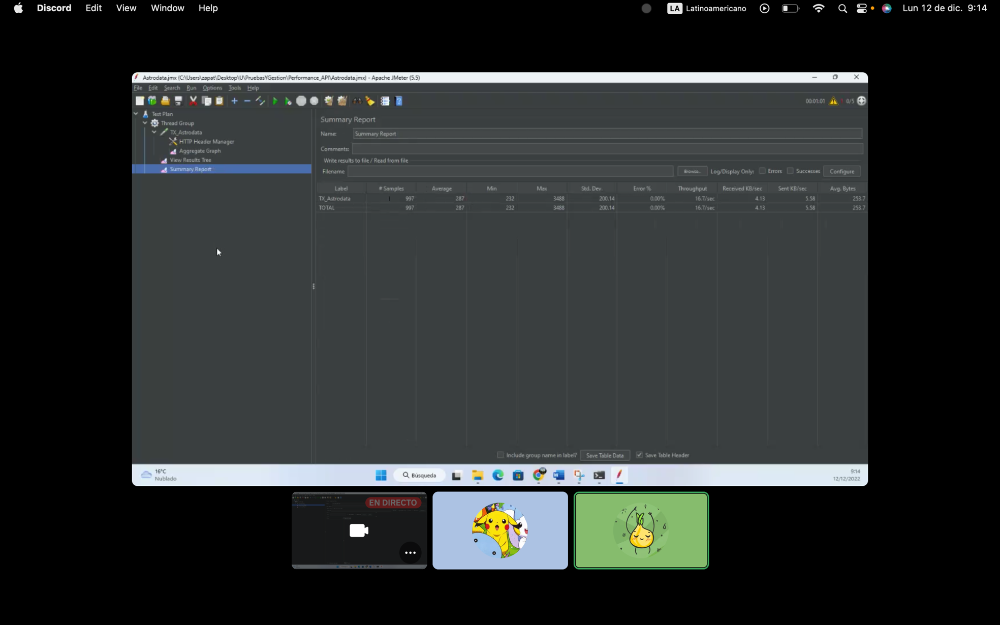 Discord Edit View Window Help LA Latinoamericano Lun 12 de dic. 9:14
Astrodata.jmx (C:\Users\zapat\Desktop\U\PruebasYGestion\Performance_API\Astrodata.jmx) - Apache JMeter (5.5)
File Edit Search Run Options Tools Help
00:01:01 1 0/5
Test Plan
Thread Group
TX_Astrodata
HTTP Header Manager
Aggregate Graph
View Results Tree
Summary Report
Summary Report
Name: Summary Report
Comments:
Write results to file / Read from file
Filename Browse... Log/Display Only: Errors Successes Configure
Label # Samples Average Min Max Std. Dev. Error % Throughput Received KB/sec Sent KB/sec Avg. Bytes
TX_Astrodata 997 287 232 3488 200.14 0.00% 16.7/sec 4.13 5.58 253.7
TOTAL 997 287 232 3488 200.14 0.00% 16.7/sec 4.13 5.58 253.7
Include group name in label? Save Table Data Save Table Header
16°C
Nublado
Búsqueda
9:14
12/12/2022
EN DIRECTO